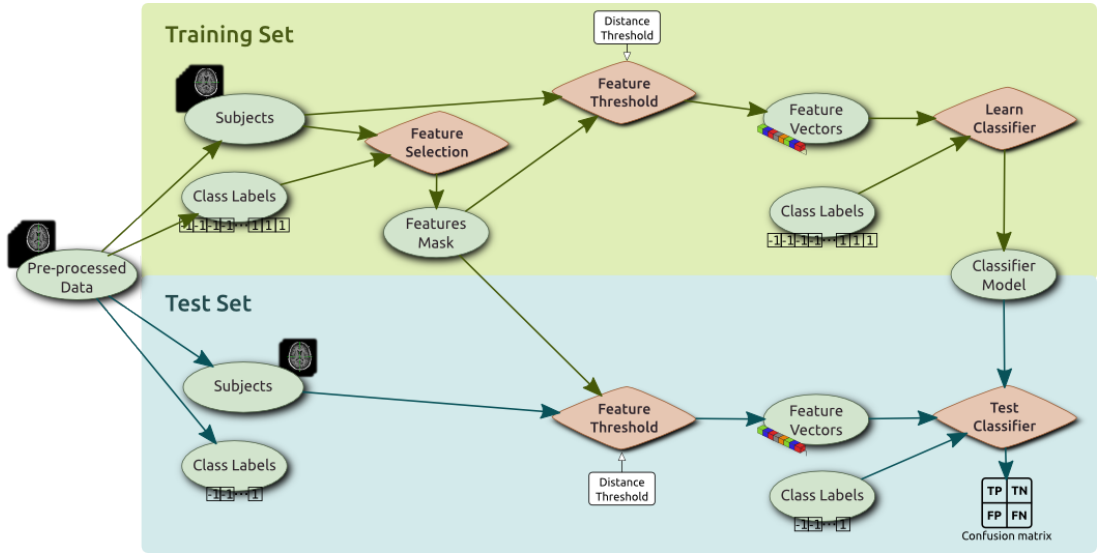 Training Set
Distance
Threshold
Subjects
Feature
Threshold
Feature
Vectors
Learn
Classifier
Feature
Selection
Class Labels
-1-1-1-1···1 1 1
Features
Mask
Class Labels
-1-1-1-1···1 1 1
Pre-processed
Data
Classifier
Model
Test Set
Subjects
Feature
Threshold
Feature
Vectors
Test
Classifier
Class Labels
-1-1···1
Distance
Threshold
Class Labels
-1-1···1
TP TN
FP FN
Confusion matrix